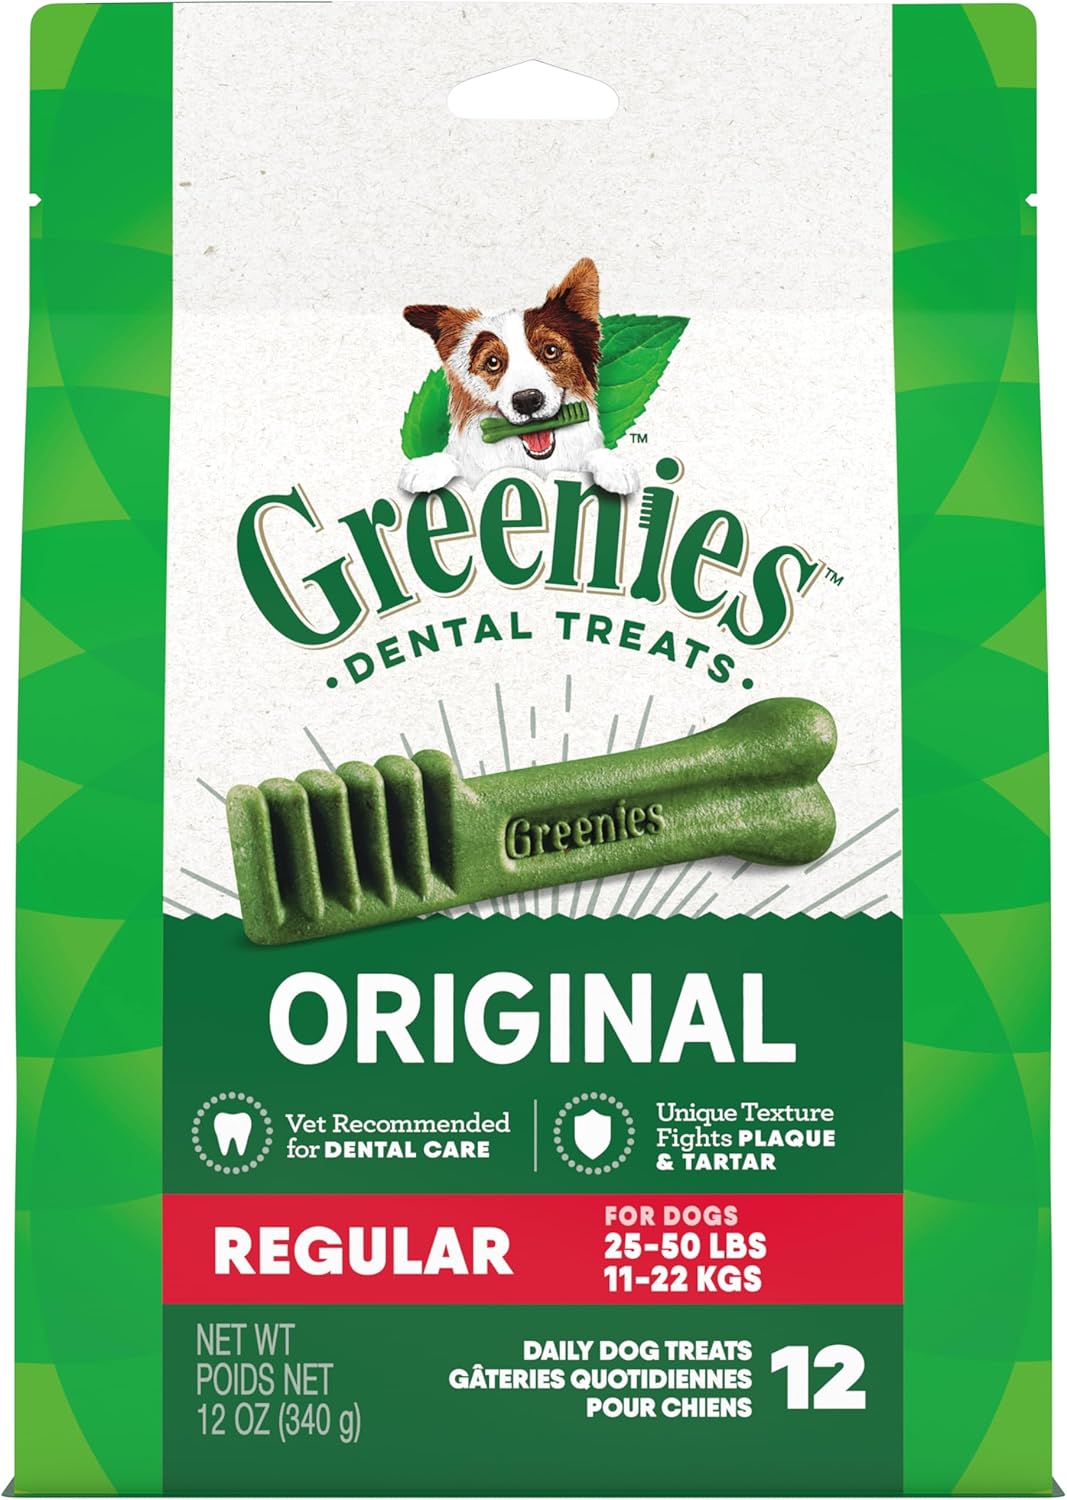 Greenies™
•DENTAL TREATS•
Greenies
ORIGINAL
Vet Recommended
for DENTAL CARE
Unique Texture
Fights PLAQUE
& TARTAR
REGULAR
FOR DOGS
25-50 LBS
11-22 KGS
NET WT
POIDS NET
12 OZ (340 g)
DAILY DOG TREATS
GÂTERIES QUOTIDIENNES
POUR CHIENS
12
TM